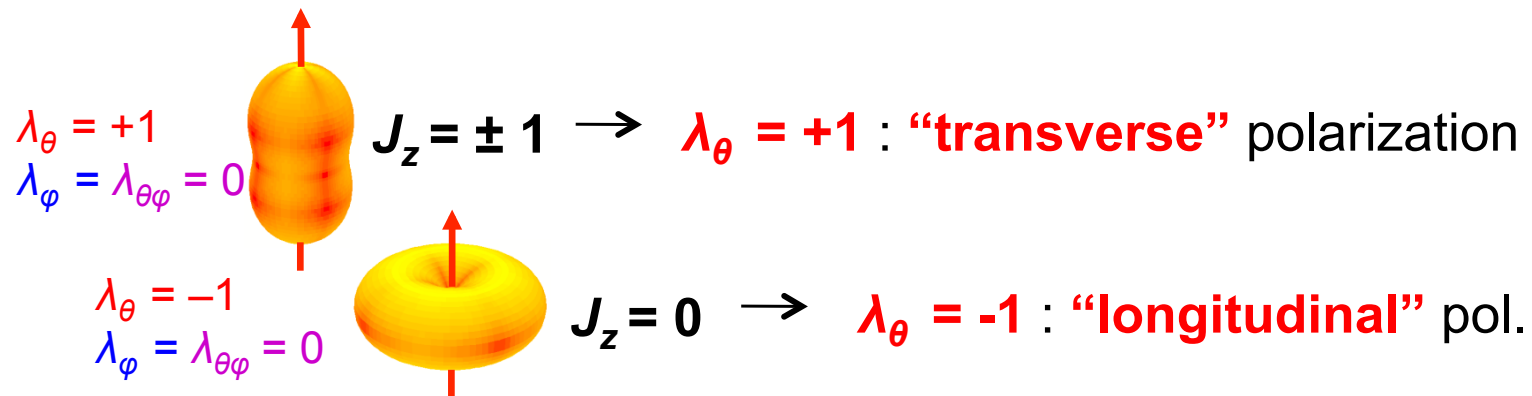 λθ = +1
λφ = λθφ = 0
Jz = ± 1 → λθ = +1 : “transverse” polarization
λθ = –1
λφ = λθφ = 0
Jz = 0 → λθ = -1 : “longitudinal” pol.